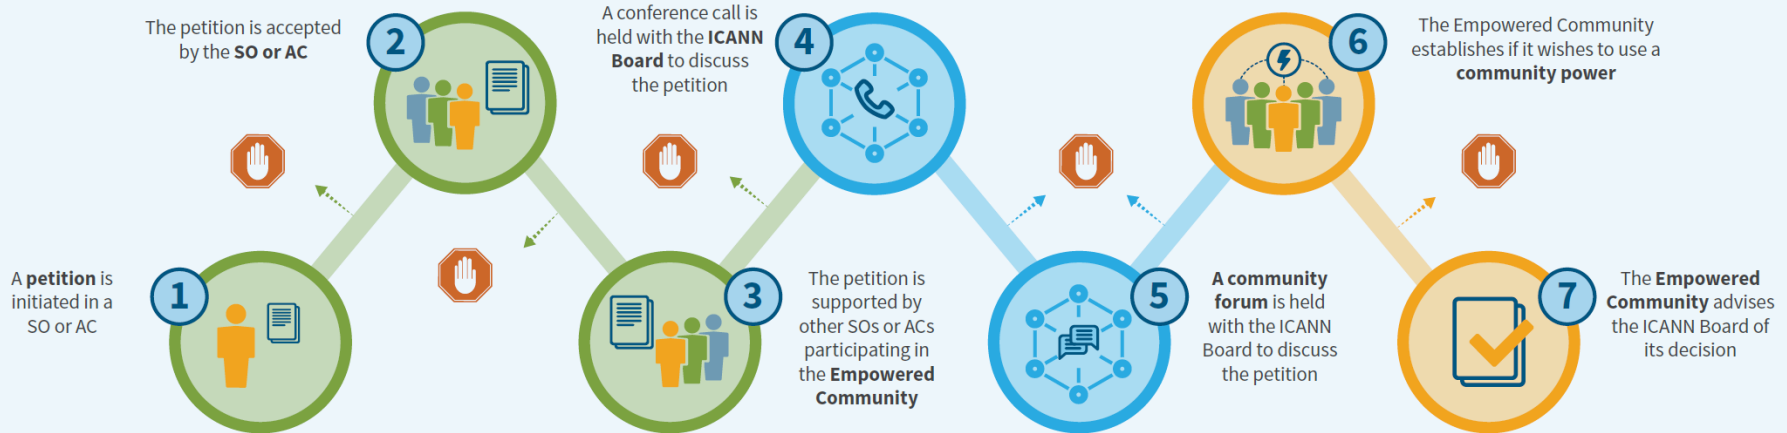 1
A petition is
initiated in a
SO or AC
2
The petition is accepted
by the SO or AC
3
The petition is
supported by
other SOs or ACs
participating in
the Empowered
Community
4
A conference call is
held with the ICANN
Board to discuss
the petition
5
A community
forum is held
with the ICANN
Board to discuss
the petition
6
The Empowered Community
establishes if it wishes to use a
community power
7
The Empowered
Community advises
the ICANN Board of
its decision